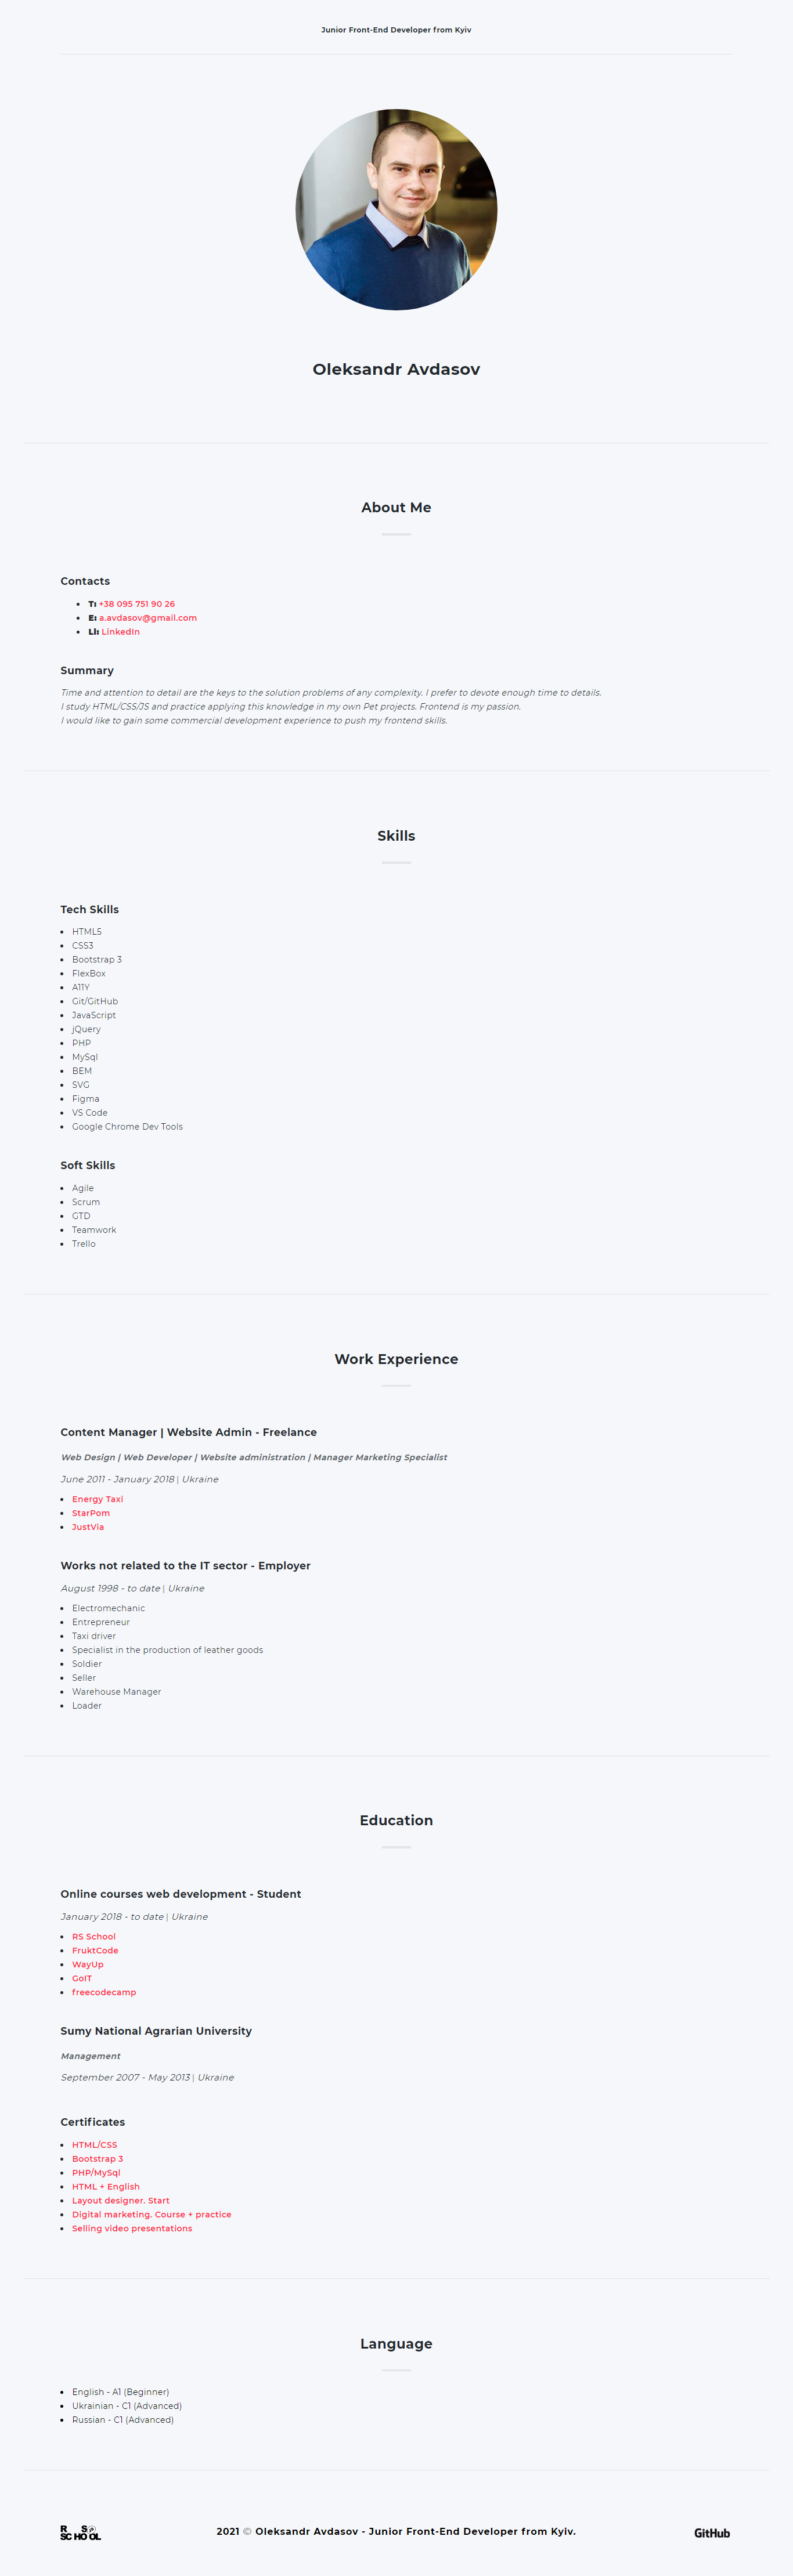 Junior Front-End Developer from Kyiv
Oleksandr Avdasov
About Me
Contacts
T: +38 095 751 90 26
E: a.avdasov@gmail.com
LI: LinkedIn
Summary
Time and attention to detail are the keys to the solution problems of any complexity. I prefer to devote enough time to details.
I study HTML/CSS/JS and practice applying this knowledge in my own Pet projects. Frontend is my passion.
I would like to gain some commercial development experience to push my frontend skills.
Skills
Tech Skills
HTML5
CSS3
Bootstrap 3
FlexBox
A11Y
Git/GitHub
JavaScript
jQuery
PHP
MySql
BEM
SVG
Figma
VS Code
Google Chrome Dev Tools
Soft Skills
Agile
Scrum
GTD
Teamwork
Trello
Work Experience
Content Manager | Website Admin - Freelance
Web Design | Web Developer | Website administration | Manager Marketing Specialist
June 2011 - January 2018 | Ukraine
Energy Taxi
StarPom
JustVia
Works not related to the IT sector - Employer
August 1998 - to date | Ukraine
Electromechanic
Entrepreneur
Taxi driver
Specialist in the production of leather goods
Soldier
Seller
Warehouse Manager
Loader
Education
Online courses web development - Student
January 2018 - to date | Ukraine
RS School
FruktCode
WayUp
GoIT
freecodecamp
Sumy National Agrarian University
Management
September 2007 - May 2013 | Ukraine
Certificates
HTML/CSS
Bootstrap 3
PHP/MySql
HTML + English
Layout designer. Start
Digital marketing. Course + practice
Selling video presentations
Language
English - A1 (Beginner)
Ukrainian - C1 (Advanced)
Russian - C1 (Advanced)
RS
SCHOOL
2021 © Oleksandr Avdasov - Junior Front-End Developer from Kyiv.
GitHub